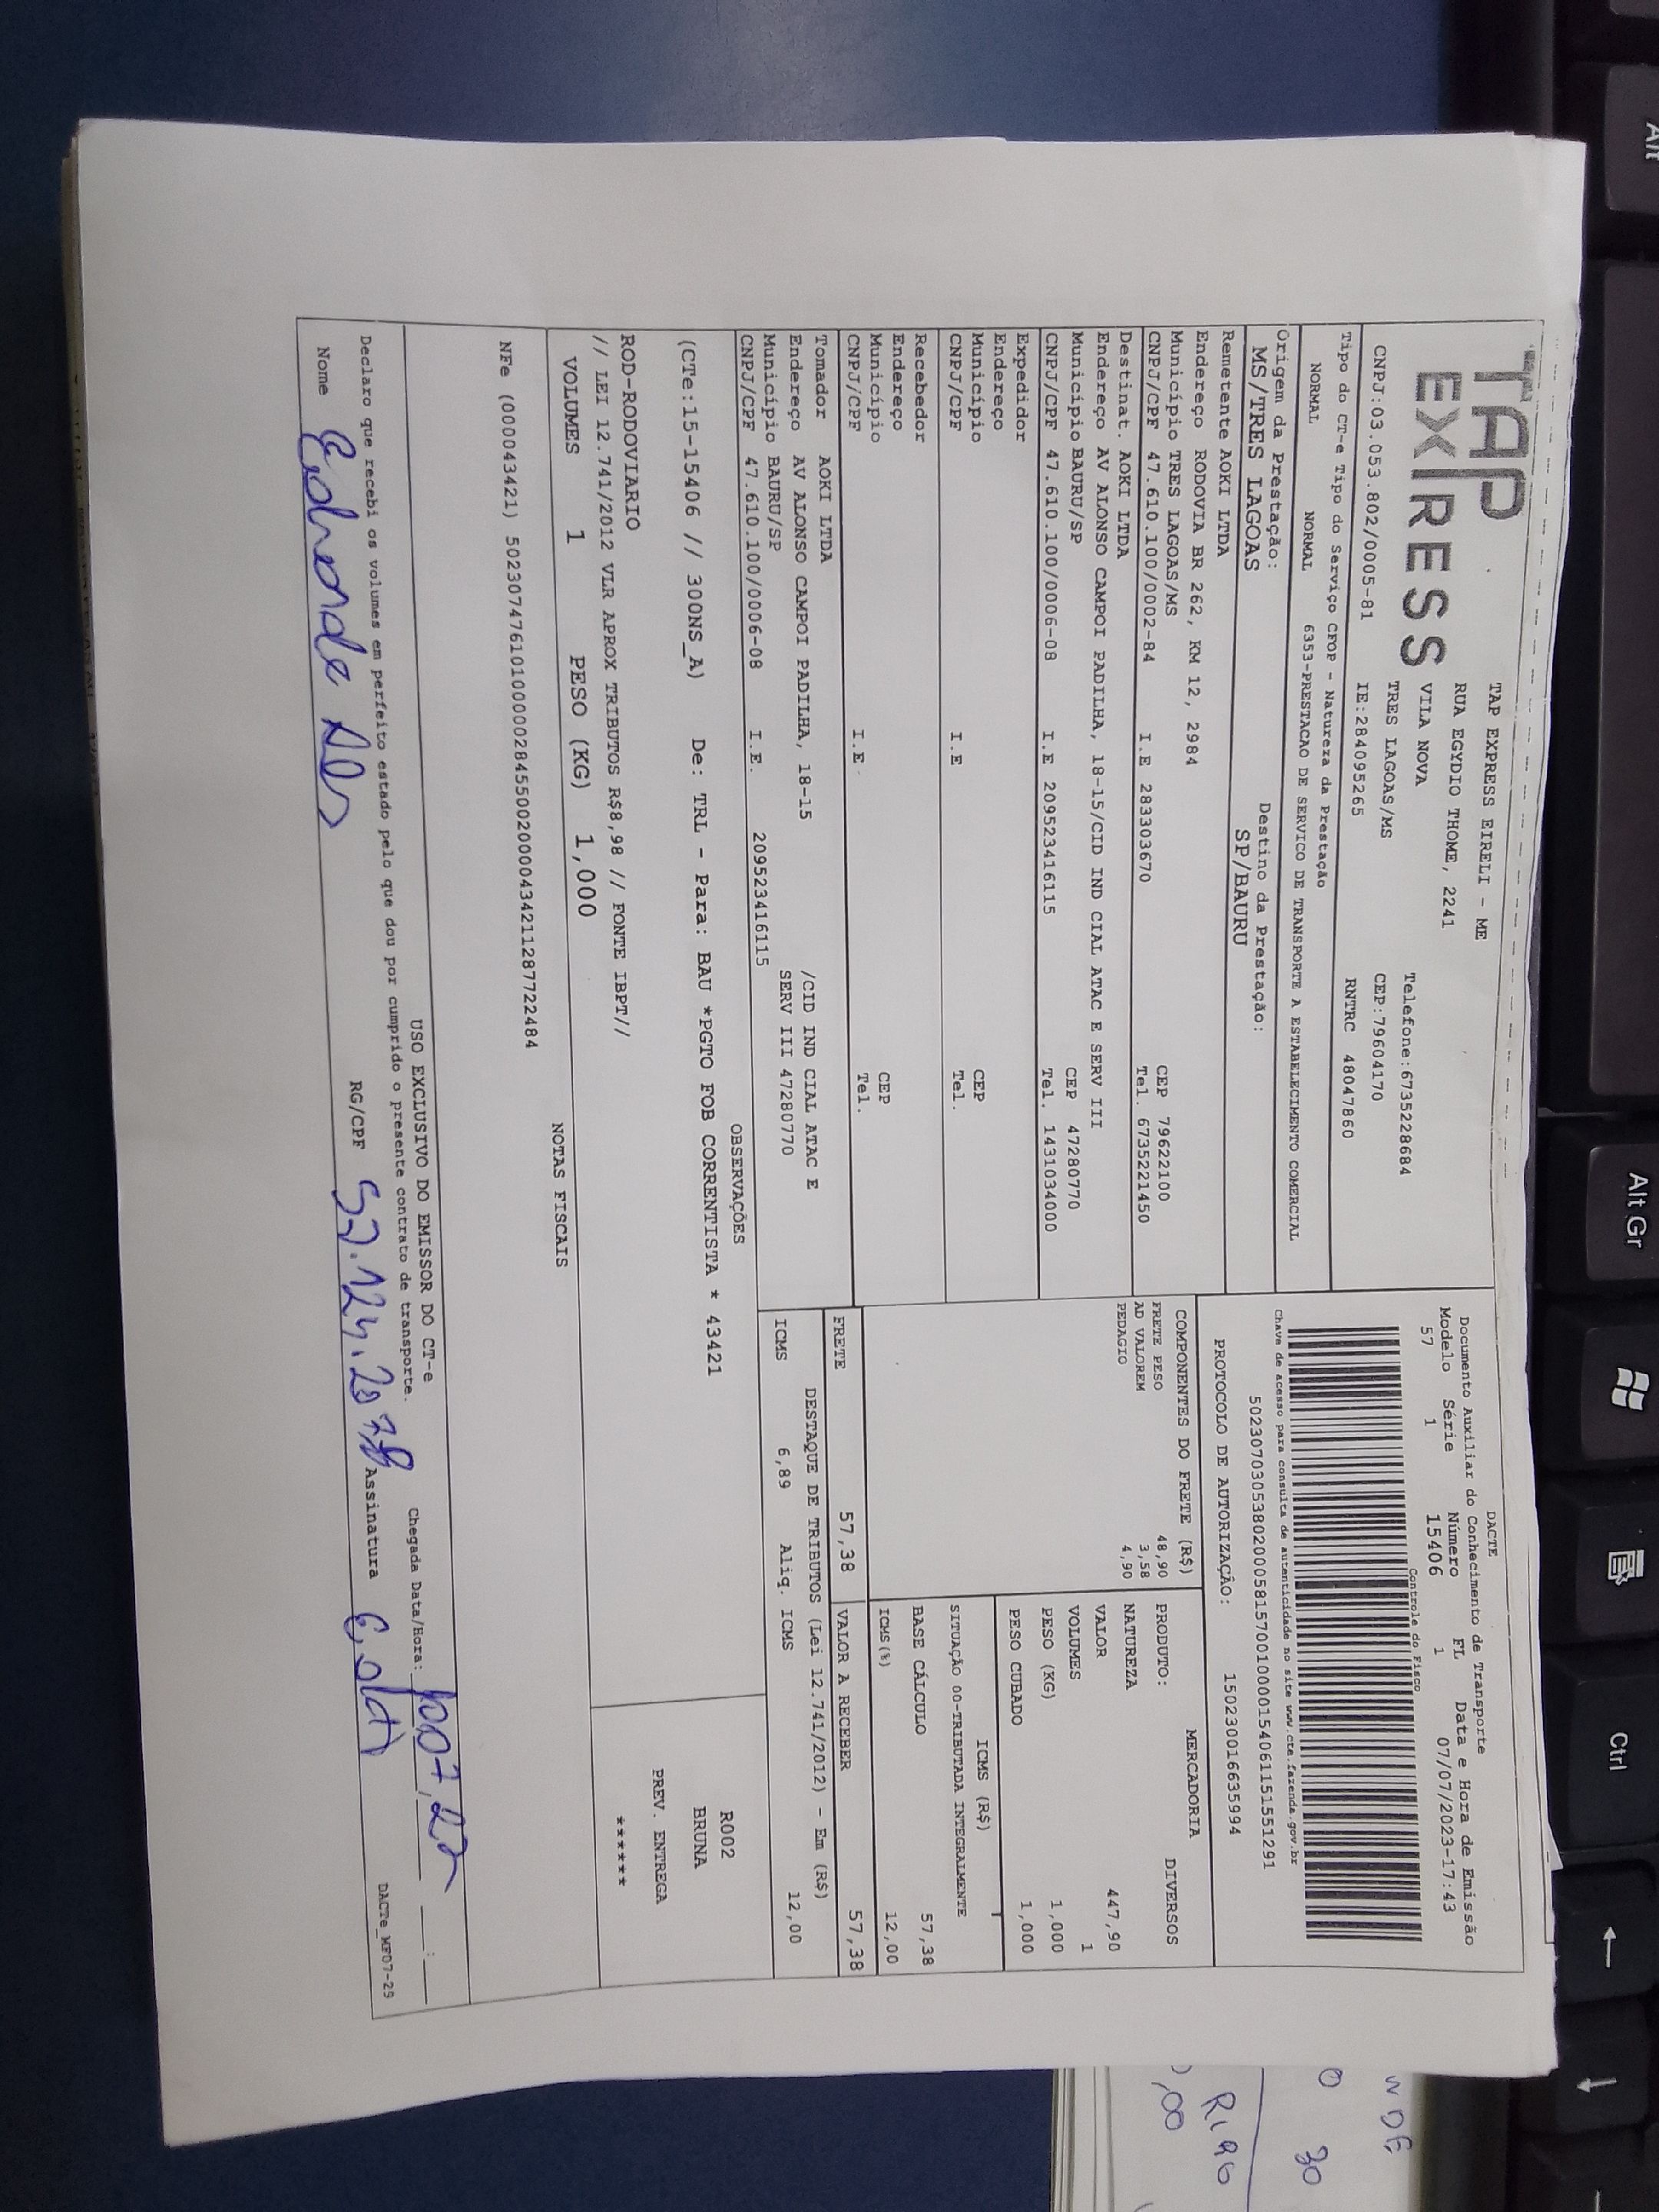 TAP
EXPRESS
TAP EXPRESS EIRELI - ME
RUA EGYDIO THOME, 2241
VILA NOVA
TRES LAGOAS/MS
Telefone:6735228684
CEP:79604170
CNPJ:03.053.802/0005-81
IE:284095265
RNTRC 48047860
Tipo do CT-e Tipo do Serviço CFOP - Natureza da Prestação
NORMAL NORMAL 6353-PRESTACAO DE SERVICO DE TRANSPORTE A ESTABELECIMENTO COMERCIAL
Origem da Prestação: Destino da Prestação:
MS/TRES LAGOAS SP/BAURU
DACTE
Documento Auxiliar do Conhecimento de Transporte
Modelo Série Número FL Data e Hora de Emissão
57 1 15406 1 07/07/2023-17:43
Controle do Fisco
Chave de acesso para consulta de autenticidade no site www.cte.fazenda.gov.br
50230703053802000581570010000154061151551291
PROTOCOLO DE AUTORIZAÇÃO: 150230016635994
Remetente AOKI LTDA
Endereço RODOVIA BR 262, KM 12, 2984
Município TRES LAGOAS/MS CEP 79622100
CNPJ/CPF 47.610.100/0002-84 I.E 283303670 Tel. 6735221450
Destinat. AOKI LTDA
Endereço AV ALONSO CAMPOI PADILHA, 18-15/CID IND CIAL ATAC E SERV III
Município BAURU/SP CEP 47280770
CNPJ/CPF 47.610.100/0006-08 I.E 209523416115 Tel. 1431034000
Expedidor
Endereço
Município CEP
CNPJ/CPF I.E Tel.
Recebedor
Endereço
Município CEP
CNPJ/CPF I.E Tel.
Tomador AOKI LTDA
Endereço AV ALONSO CAMPOI PADILHA, 18-15 /CID IND CIAL ATAC E
Município BAURU/SP SERV III 47280770
CNPJ/CPF 47.610.100/0006-08 I.E. 209523416115
COMPONENTES DO FRETE (R$)
FRETE PESO 48,90
AD VALOREM 3,58
PEDAGIO 4,90
MERCADORIA
PRODUTO: DIVERSOS
NATUREZA
VALOR 447,90
VOLUMES 1
PESO (KG) 1,000
PESO CUBADO 1,000
ICMS (R$)
SITUAÇÃO 00-TRIBUTADA INTEGRALMENTE
BASE CÁLCULO 57,38
ICMS(%) 12,00
FRETE 57,38 VALOR A RECEBER 57,38
DESTAQUE DE TRIBUTOS (Lei 12.741/2012) - Em (R$)
ICMS 6,89 Aliq. ICMS 12,00
OBSERVAÇÕES
(CTe:15-15406 // 300NS_A) De: TRL - Para: BAU *PGTO FOB CORRENTISTA * 43421
ROD-RODOVIARIO
// LEI 12.741/2012 VLR APROX TRIBUTOS R$8,98 // FONTE IBPT//
R002
BRUNA
PREV. ENTREGA
******
VOLUMES 1 PESO (KG) 1,000
NOTAS FISCAIS
NFe (000043421) 50230747610100000284550020000434211287722484
USO EXCLUSIVO DO EMISSOR DO CT-e
Declaro que recebi os volumes em perfeito estado pelo que dou por cumprido o presente contrato de transporte.
Chegada Data/Hora: :
Nome RG/CPF Assinatura
DACTe_MF07-29
Alt
Alt Gr
Ctrl
30
,00